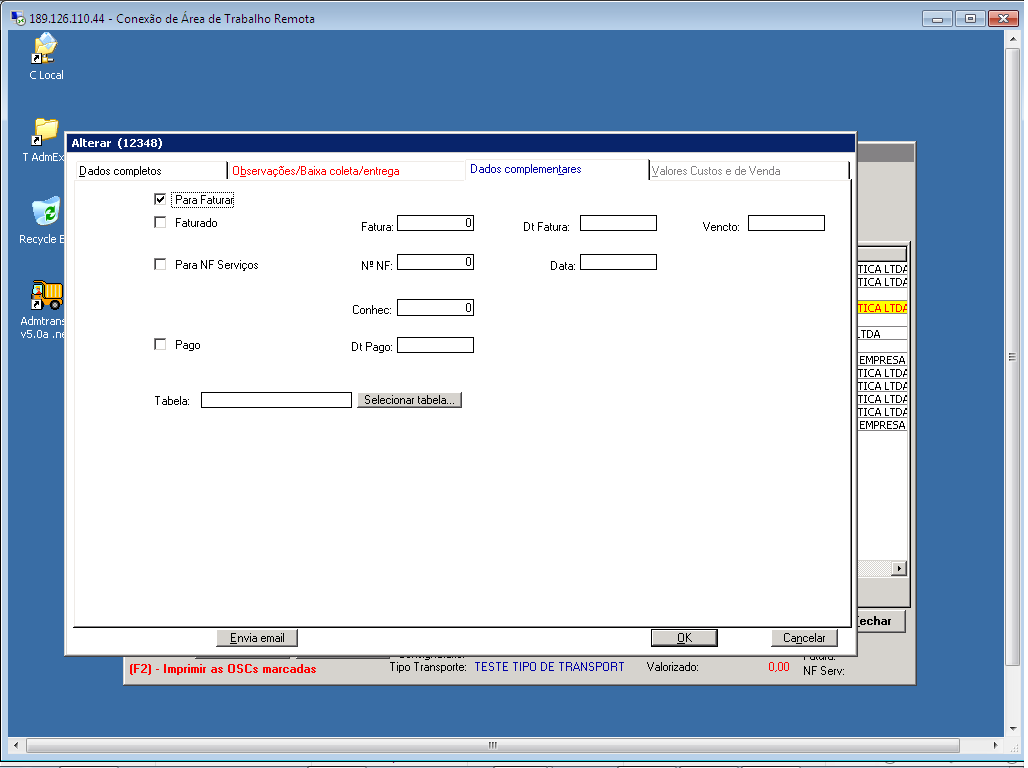 189.126.110.44 - Conexão de Área de Trabalho Remota
C Local
T AdmEx
Recycle B
Admtrans
v5.0a .ne
Alterar (12348)
Dados completos
Observações/Baixa coleta/entrega
Dados complementares
Valores Custos e de Venda
Para Faturar
Faturado
Fatura: 0
Dt Fatura:
Vencto:
Para NF Serviços
Nº NF: 0
Data:
Conhec: 0
Pago
Dt Pago:
Tabela:
Selecionar tabela...
TICA LTDA
TICA LTDA
TICA LTDA
LTDA
EMPRESA
TICA LTDA
TICA LTDA
TICA LTDA
TICA LTDA
EMPRESA
Envia email
OK
Cancelar
echar
(F2) - Imprimir as OSCs marcadas
Tipo Transporte: TESTE TIPO DE TRANSPORT
Valorizado: 0,00
NF Serv: